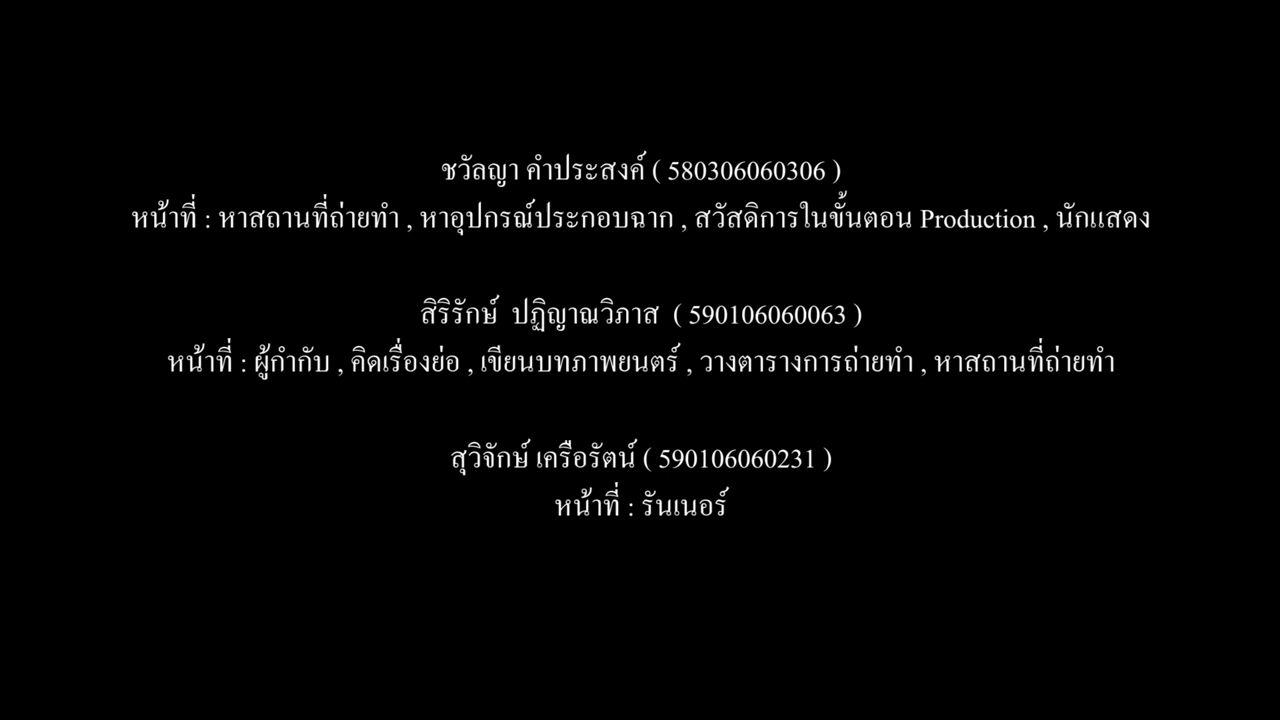 ชวัลญา คำประสงค์ ( 580306060306 )
หน้าที่ : หาสถานที่ถ่ายทำ , หาอุปกรณ์ประกอบฉาก , สวัสดิการในขั้นตอน Production , นักแสดง
สิริรักษ์ ปฏิญาณวิภาส ( 590106060063 )
หน้าที่ : ผู้กำกับ , คิดเรื่องย่อ , เขียนบทภาพยนตร์ , วางตารางการถ่ายทำ , หาสถานที่ถ่ายทำ
สุวิจักษ์ เครือรัตน์ ( 590106060231 )
หน้าที่ : รันเนอร์